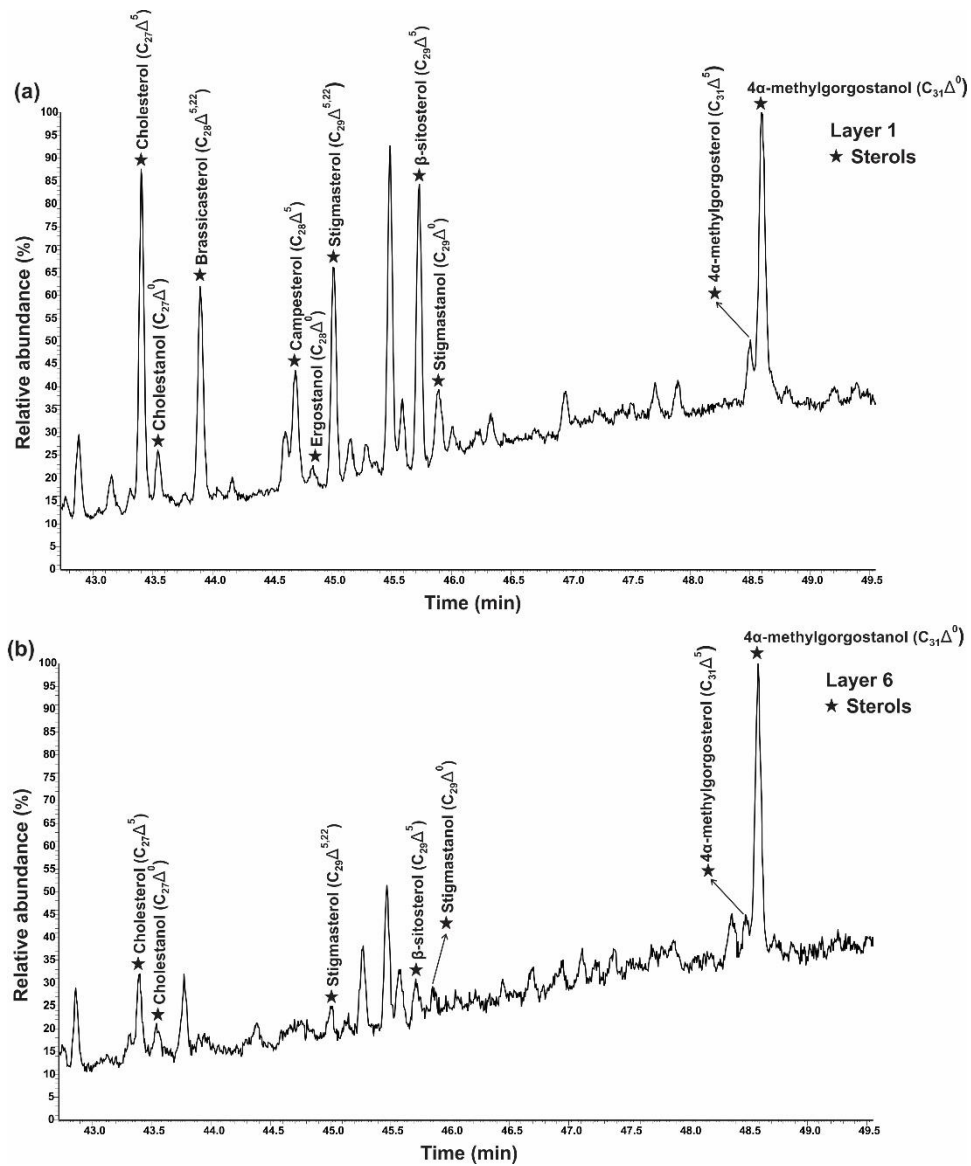 (a)
Cholesterol (C27Δ5)
Cholestanol (C27Δ0)
Brassicasterol (C28Δ5,22)
Campesterol (C28Δ5)
Ergostanol (C28Δ0)
Stigmasterol (C29Δ5,22)
β-sitosterol (C29Δ5)
Stigmastanol (C29Δ0)
4α-methylgorgosterol (C31Δ5)
4α-methylgorgostanol (C31Δ0)
Layer 1
★ Sterols
Relative abundance (%)
100
95
90
85
80
75
70
65
60
55
50
45
40
35
30
25
20
15
10
5
0
43.0 43.5 44.0 44.5 45.0 45.5 46.0 46.5 47.0 47.5 48.0 48.5 49.0 49.5
Time (min)
(b)
Cholesterol (C27Δ5)
Cholestanol (C27Δ0)
Stigmasterol (C29Δ5,22)
β-sitosterol (C29Δ5)
Stigmastanol (C29Δ0)
4α-methylgorgosterol (C31Δ5)
4α-methylgorgostanol (C31Δ0)
Layer 6
★ Sterols
Relative abundance (%)
100
95
90
85
80
75
70
65
60
55
50
45
40
35
30
25
20
15
10
5
0
43.0 43.5 44.0 44.5 45.0 45.5 46.0 46.5 47.0 47.5 48.0 48.5 49.0 49.5
Time (min)